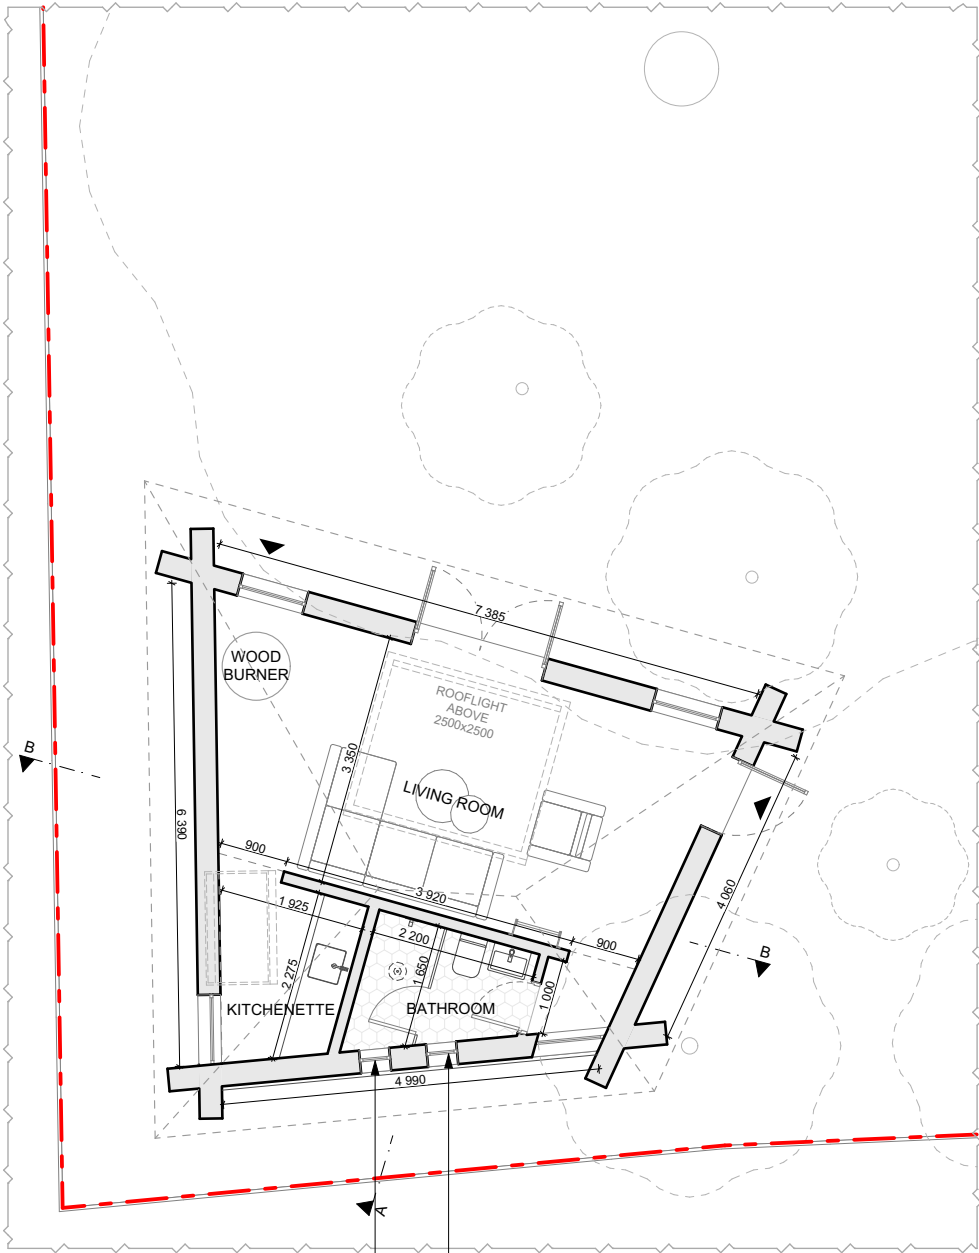 7 385
WOOD
BURNER
ROOFLIGHT
ABOVE
2500x2500
B
3 350
LIVING ROOM
6 390
900
3 920
4 060
1 925
2 200
900
B
2 275
1 650
1 000
KITCHENETTE
BATHROOM
4 990
A